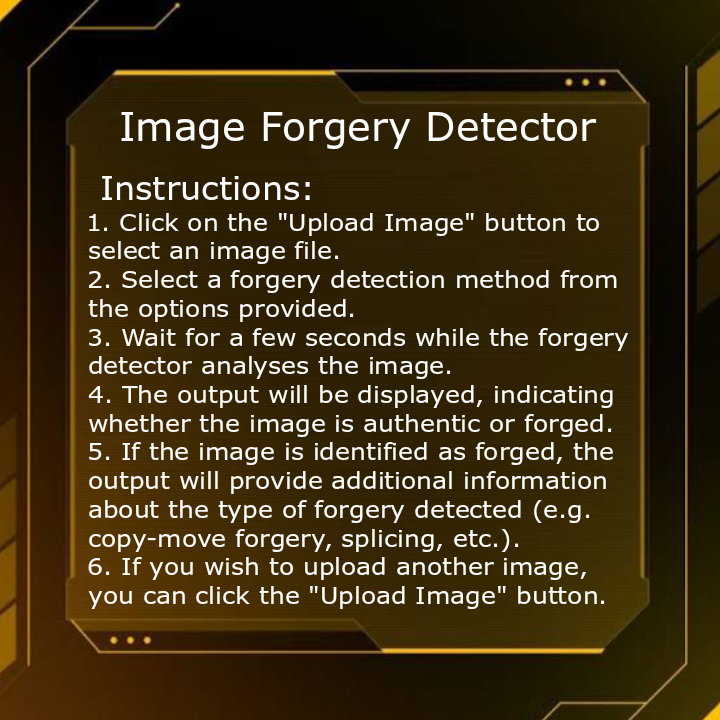 Image Forgery Detector
Instructions:
1. Click on the "Upload Image" button to
select an image file.
2. Select a forgery detection method from
the options provided.
3. Wait for a few seconds while the forgery
detector analyses the image.
4. The output will be displayed, indicating
whether the image is authentic or forged.
5. If the image is identified as forged, the
output will provide additional information
about the type of forgery detected (e.g.
copy-move forgery, splicing, etc.).
6. If you wish to upload another image,
you can click the "Upload Image" button.